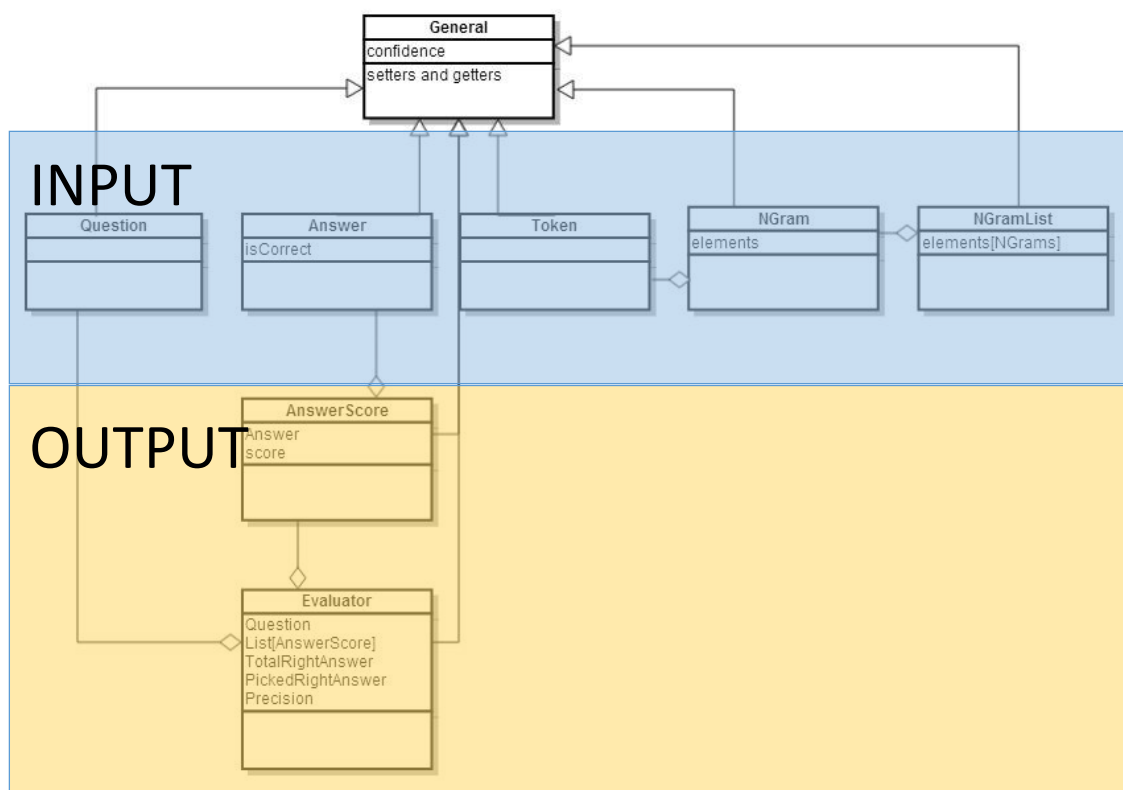 General
confidence
setters and getters
INPUT
Question
Answer
isCorrect
Token
NGram
elements
NGramList
elements[NGrams]
OUTPUT
AnswerScore
Answer
score
Evaluator
Question
List[AnswerScore]
TotalRightAnswer
PickedRightAnswer
Precision